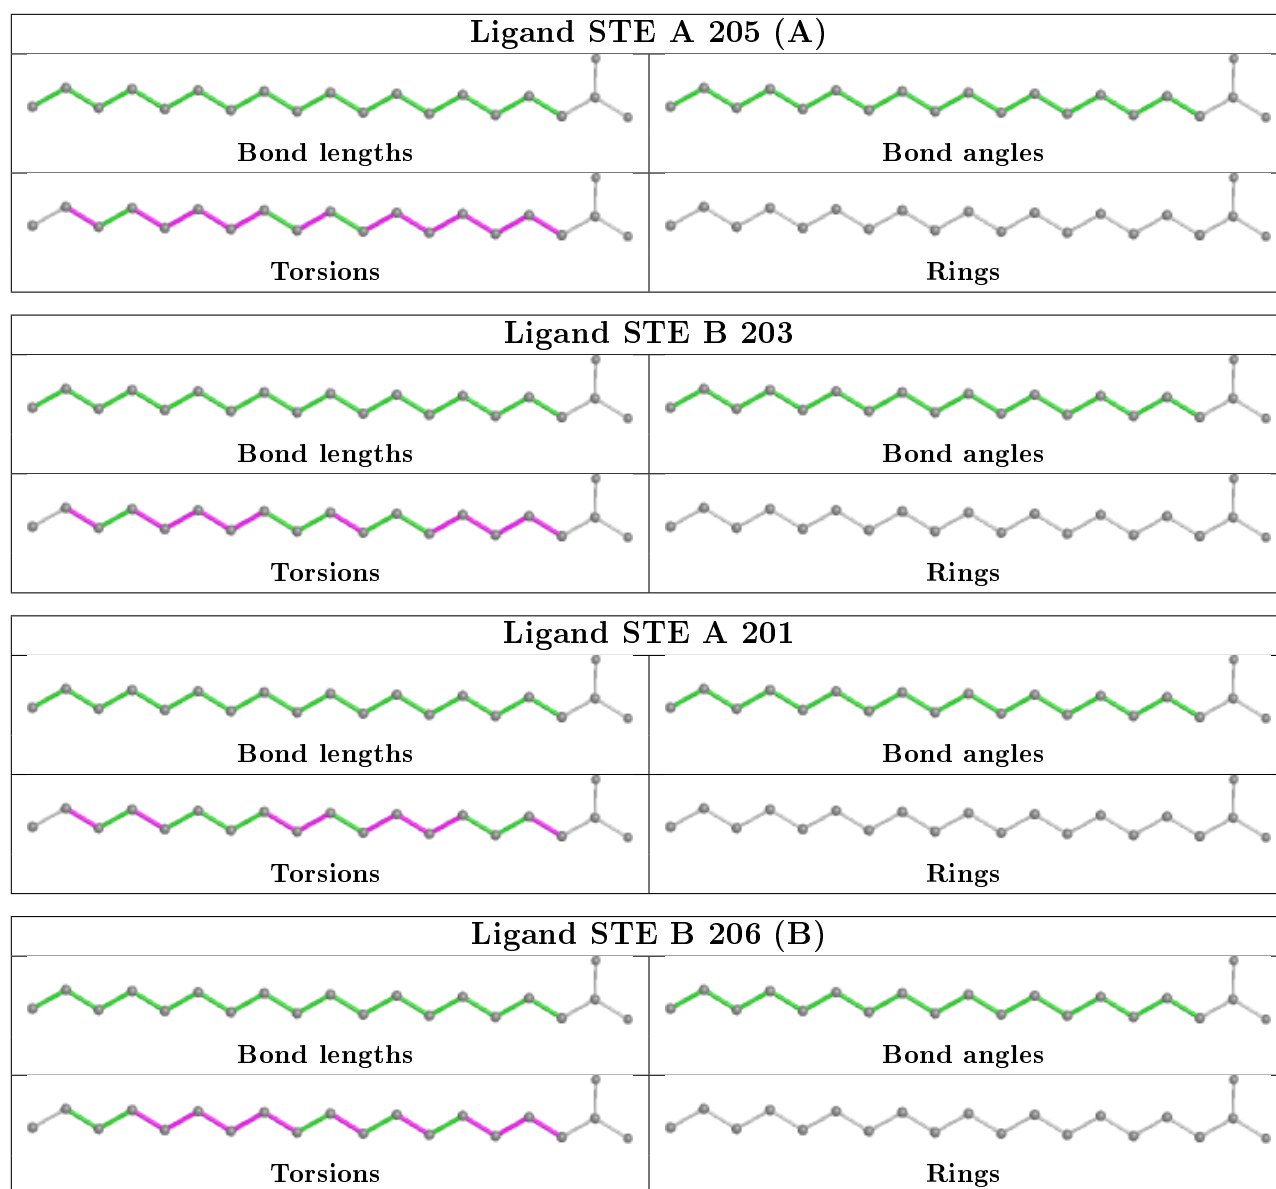 Ligand STE A 205 (A)
Bond lengths
Bond angles
Torsions
Rings
Ligand STE B 203
Bond lengths
Bond angles
Torsions
Rings
Ligand STE A 201
Bond lengths
Bond angles
Torsions
Rings
Ligand STE B 206 (B)
Bond lengths
Bond angles
Torsions
Rings